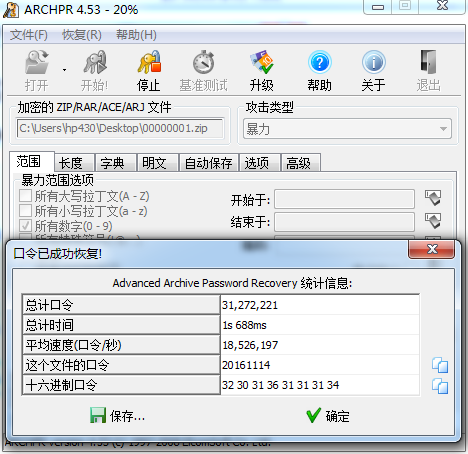 ARCHPR 4.53 - 20%
文件(F) 恢复(R) 帮助(H)
打开 开始! 停止 基准测试 升级 帮助 关于 退出
加密的 ZIP/RAR/ACE/ARJ 文件 攻击类型
C:\Users\hp430\Desktop\00000001.zip 暴力
范围 长度 字典 明文 自动保存 选项 高级
暴力范围选项
所有大写拉丁文(A - Z) 开始于:
所有小写拉丁文(a - z)
所有数字(0 - 9) 结束于:
口令已成功恢复!
Advanced Archive Password Recovery 统计信息:
总计口令 31,272,221
总计时间 1s 688ms
平均速度(口令/秒) 18,526,197
这个文件的口令 20161114
十六进制口令 32 30 31 36 31 31 31 34
保存... 确定
ARCHPR version 4.53 (c) 1997-2008 ElcomSoft Co. Ltd.